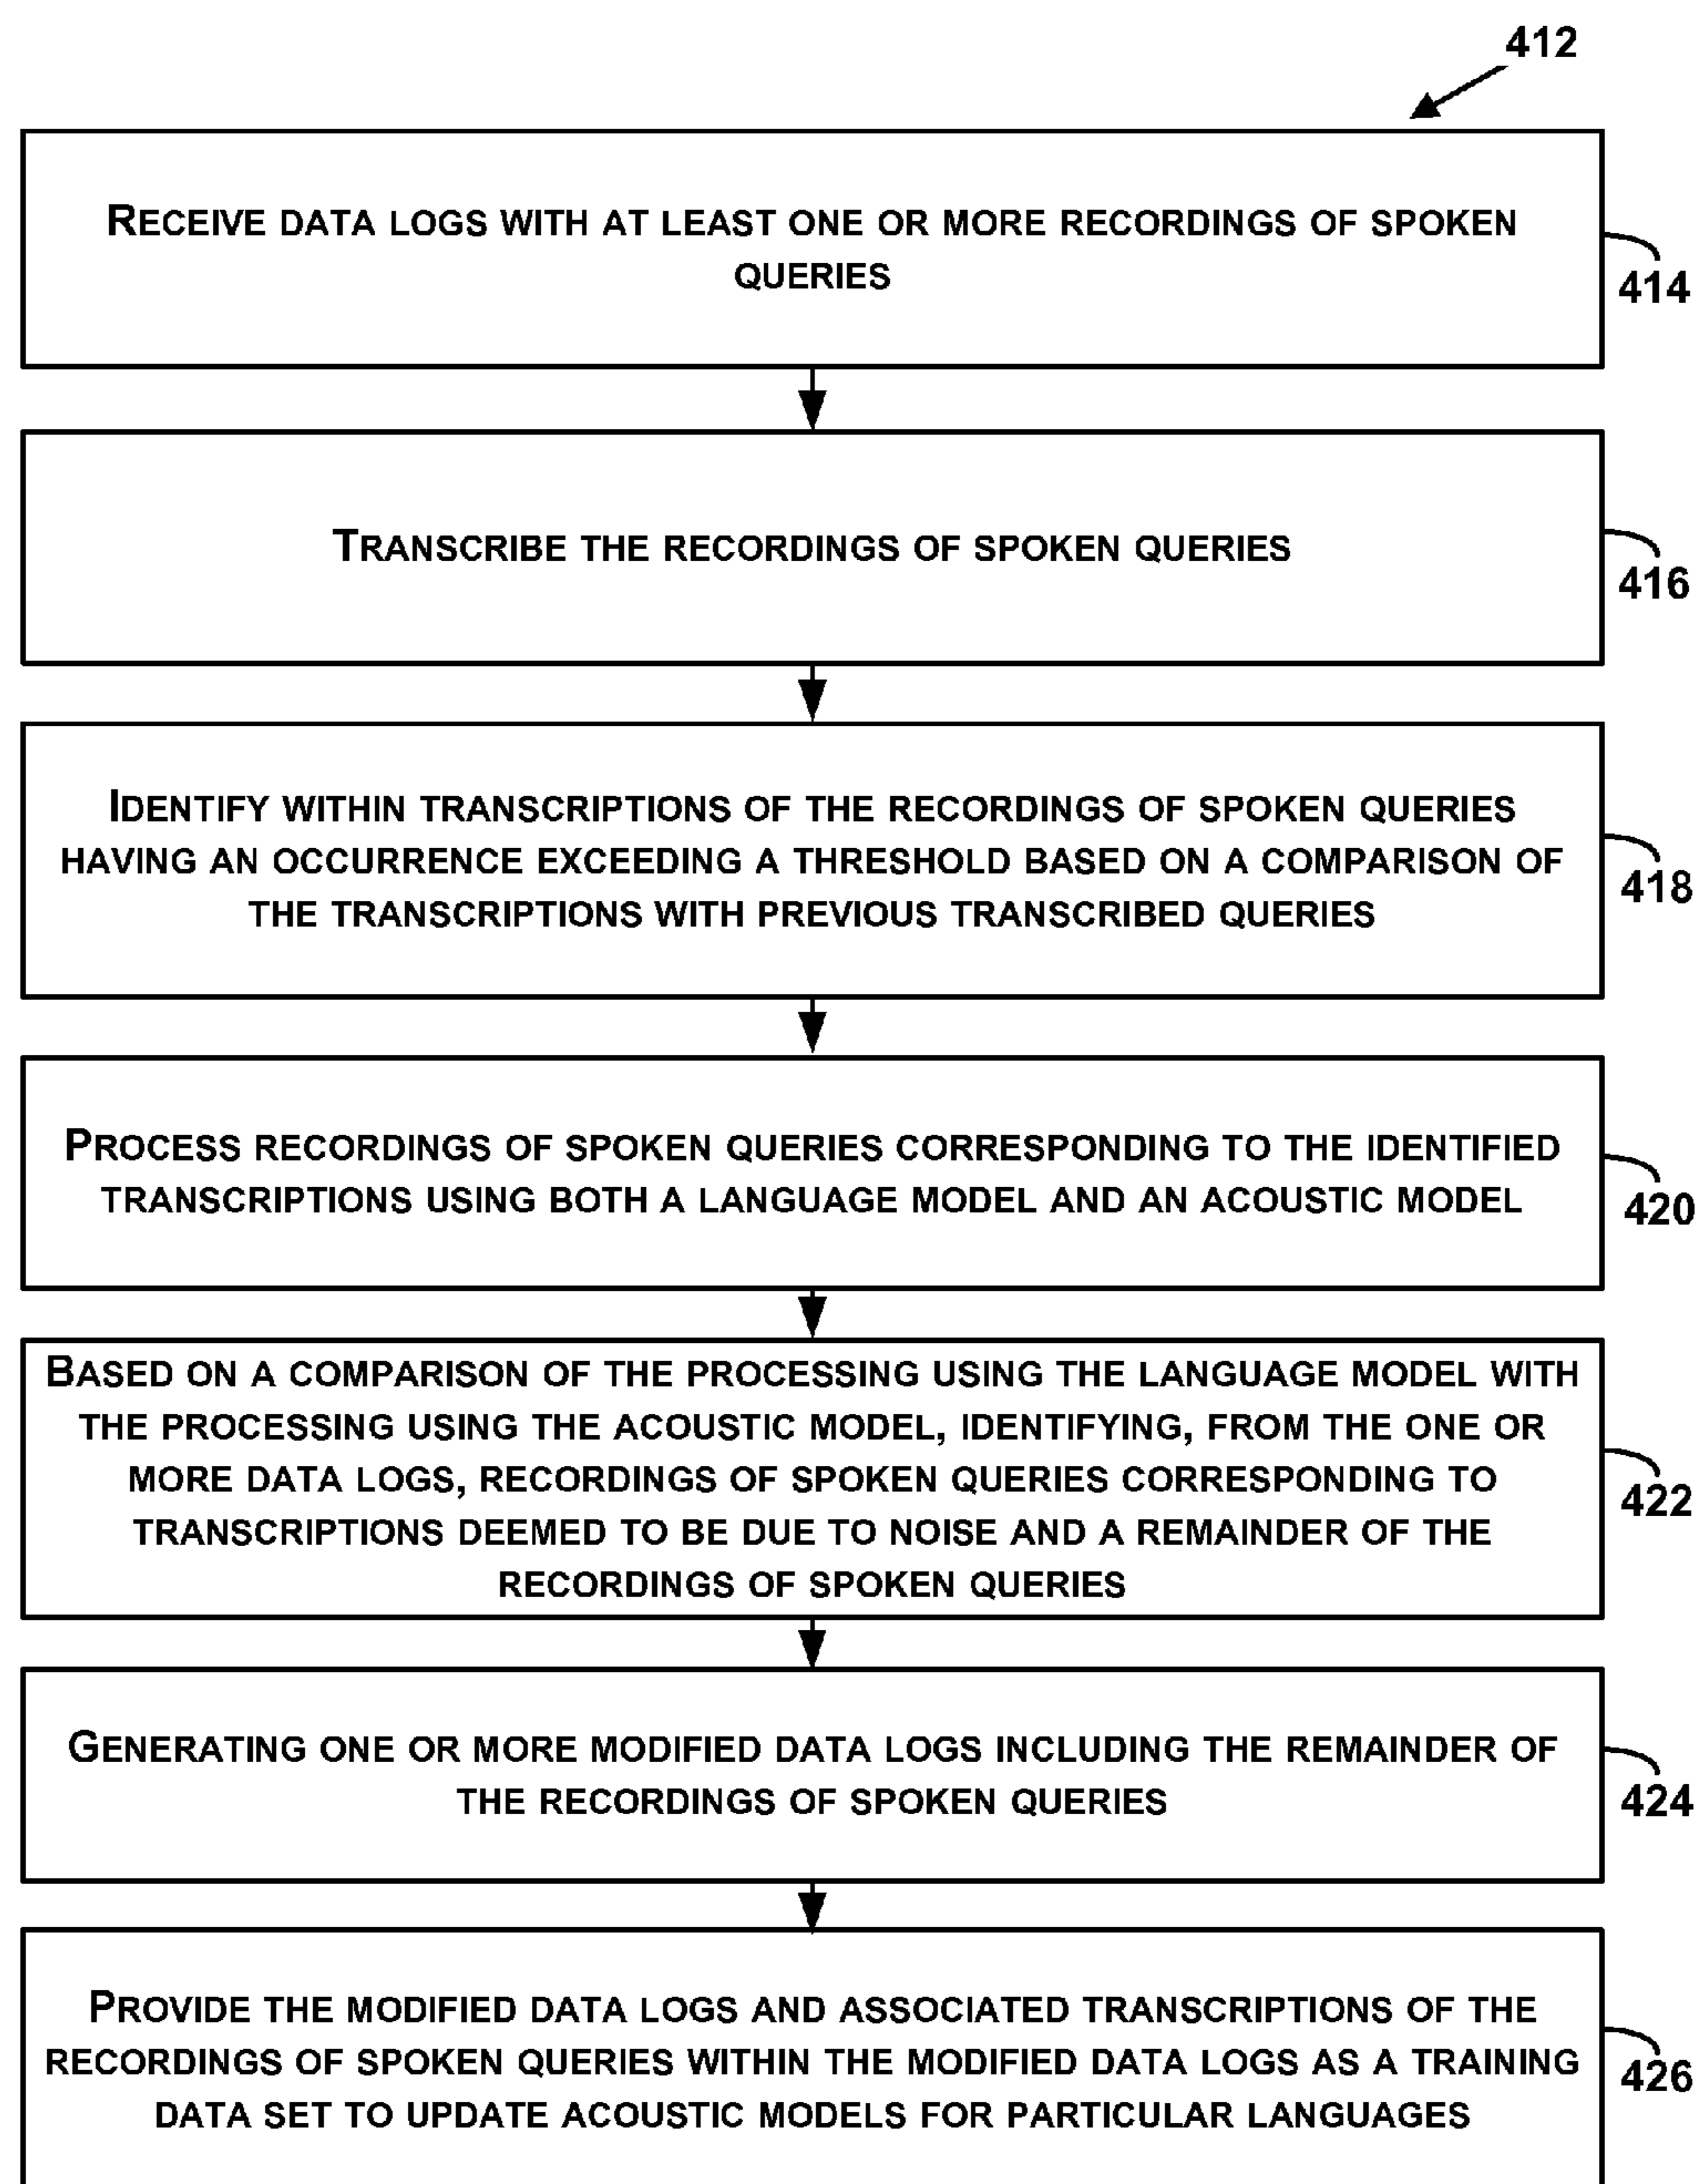 412
RECEIVE DATA LOGS WITH AT LEAST ONE OR MORE RECORDINGS OF SPOKEN
QUERIES
414
TRANSCRIBE THE RECORDINGS OF SPOKEN QUERIES
416
IDENTIFY WITHIN TRANSCRIPTIONS OF THE RECORDINGS OF SPOKEN QUERIES
HAVING AN OCCURRENCE EXCEEDING A THRESHOLD BASED ON A COMPARISON OF
THE TRANSCRIPTIONS WITH PREVIOUS TRANSCRIBED QUERIES
418
PROCESS RECORDINGS OF SPOKEN QUERIES CORRESPONDING TO THE IDENTIFIED
TRANSCRIPTIONS USING BOTH A LANGUAGE MODEL AND AN ACOUSTIC MODEL
420
BASED ON A COMPARISON OF THE PROCESSING USING THE LANGUAGE MODEL WITH
THE PROCESSING USING THE ACOUSTIC MODEL, IDENTIFYING, FROM THE ONE OR
MORE DATA LOGS, RECORDINGS OF SPOKEN QUERIES CORRESPONDING TO
TRANSCRIPTIONS DEEMED TO BE DUE TO NOISE AND A REMAINDER OF THE
RECORDINGS OF SPOKEN QUERIES
422
GENERATING ONE OR MORE MODIFIED DATA LOGS INCLUDING THE REMAINDER OF
THE RECORDINGS OF SPOKEN QUERIES
424
PROVIDE THE MODIFIED DATA LOGS AND ASSOCIATED TRANSCRIPTIONS OF THE
RECORDINGS OF SPOKEN QUERIES WITHIN THE MODIFIED DATA LOGS AS A TRAINING
DATA SET TO UPDATE ACOUSTIC MODELS FOR PARTICULAR LANGUAGES
426